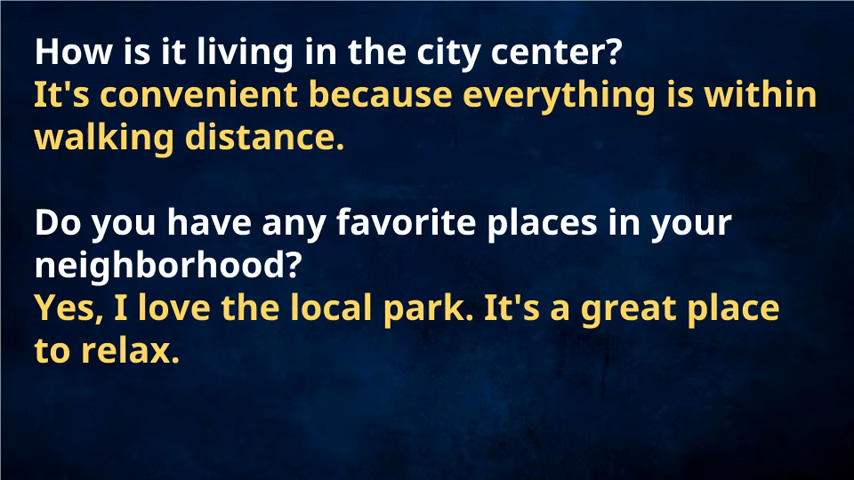 How is it living in the city center?
It's convenient because everything is within
walking distance.
Do you have any favorite places in your
neighborhood?
Yes, I love the local park. It's a great place
to relax.